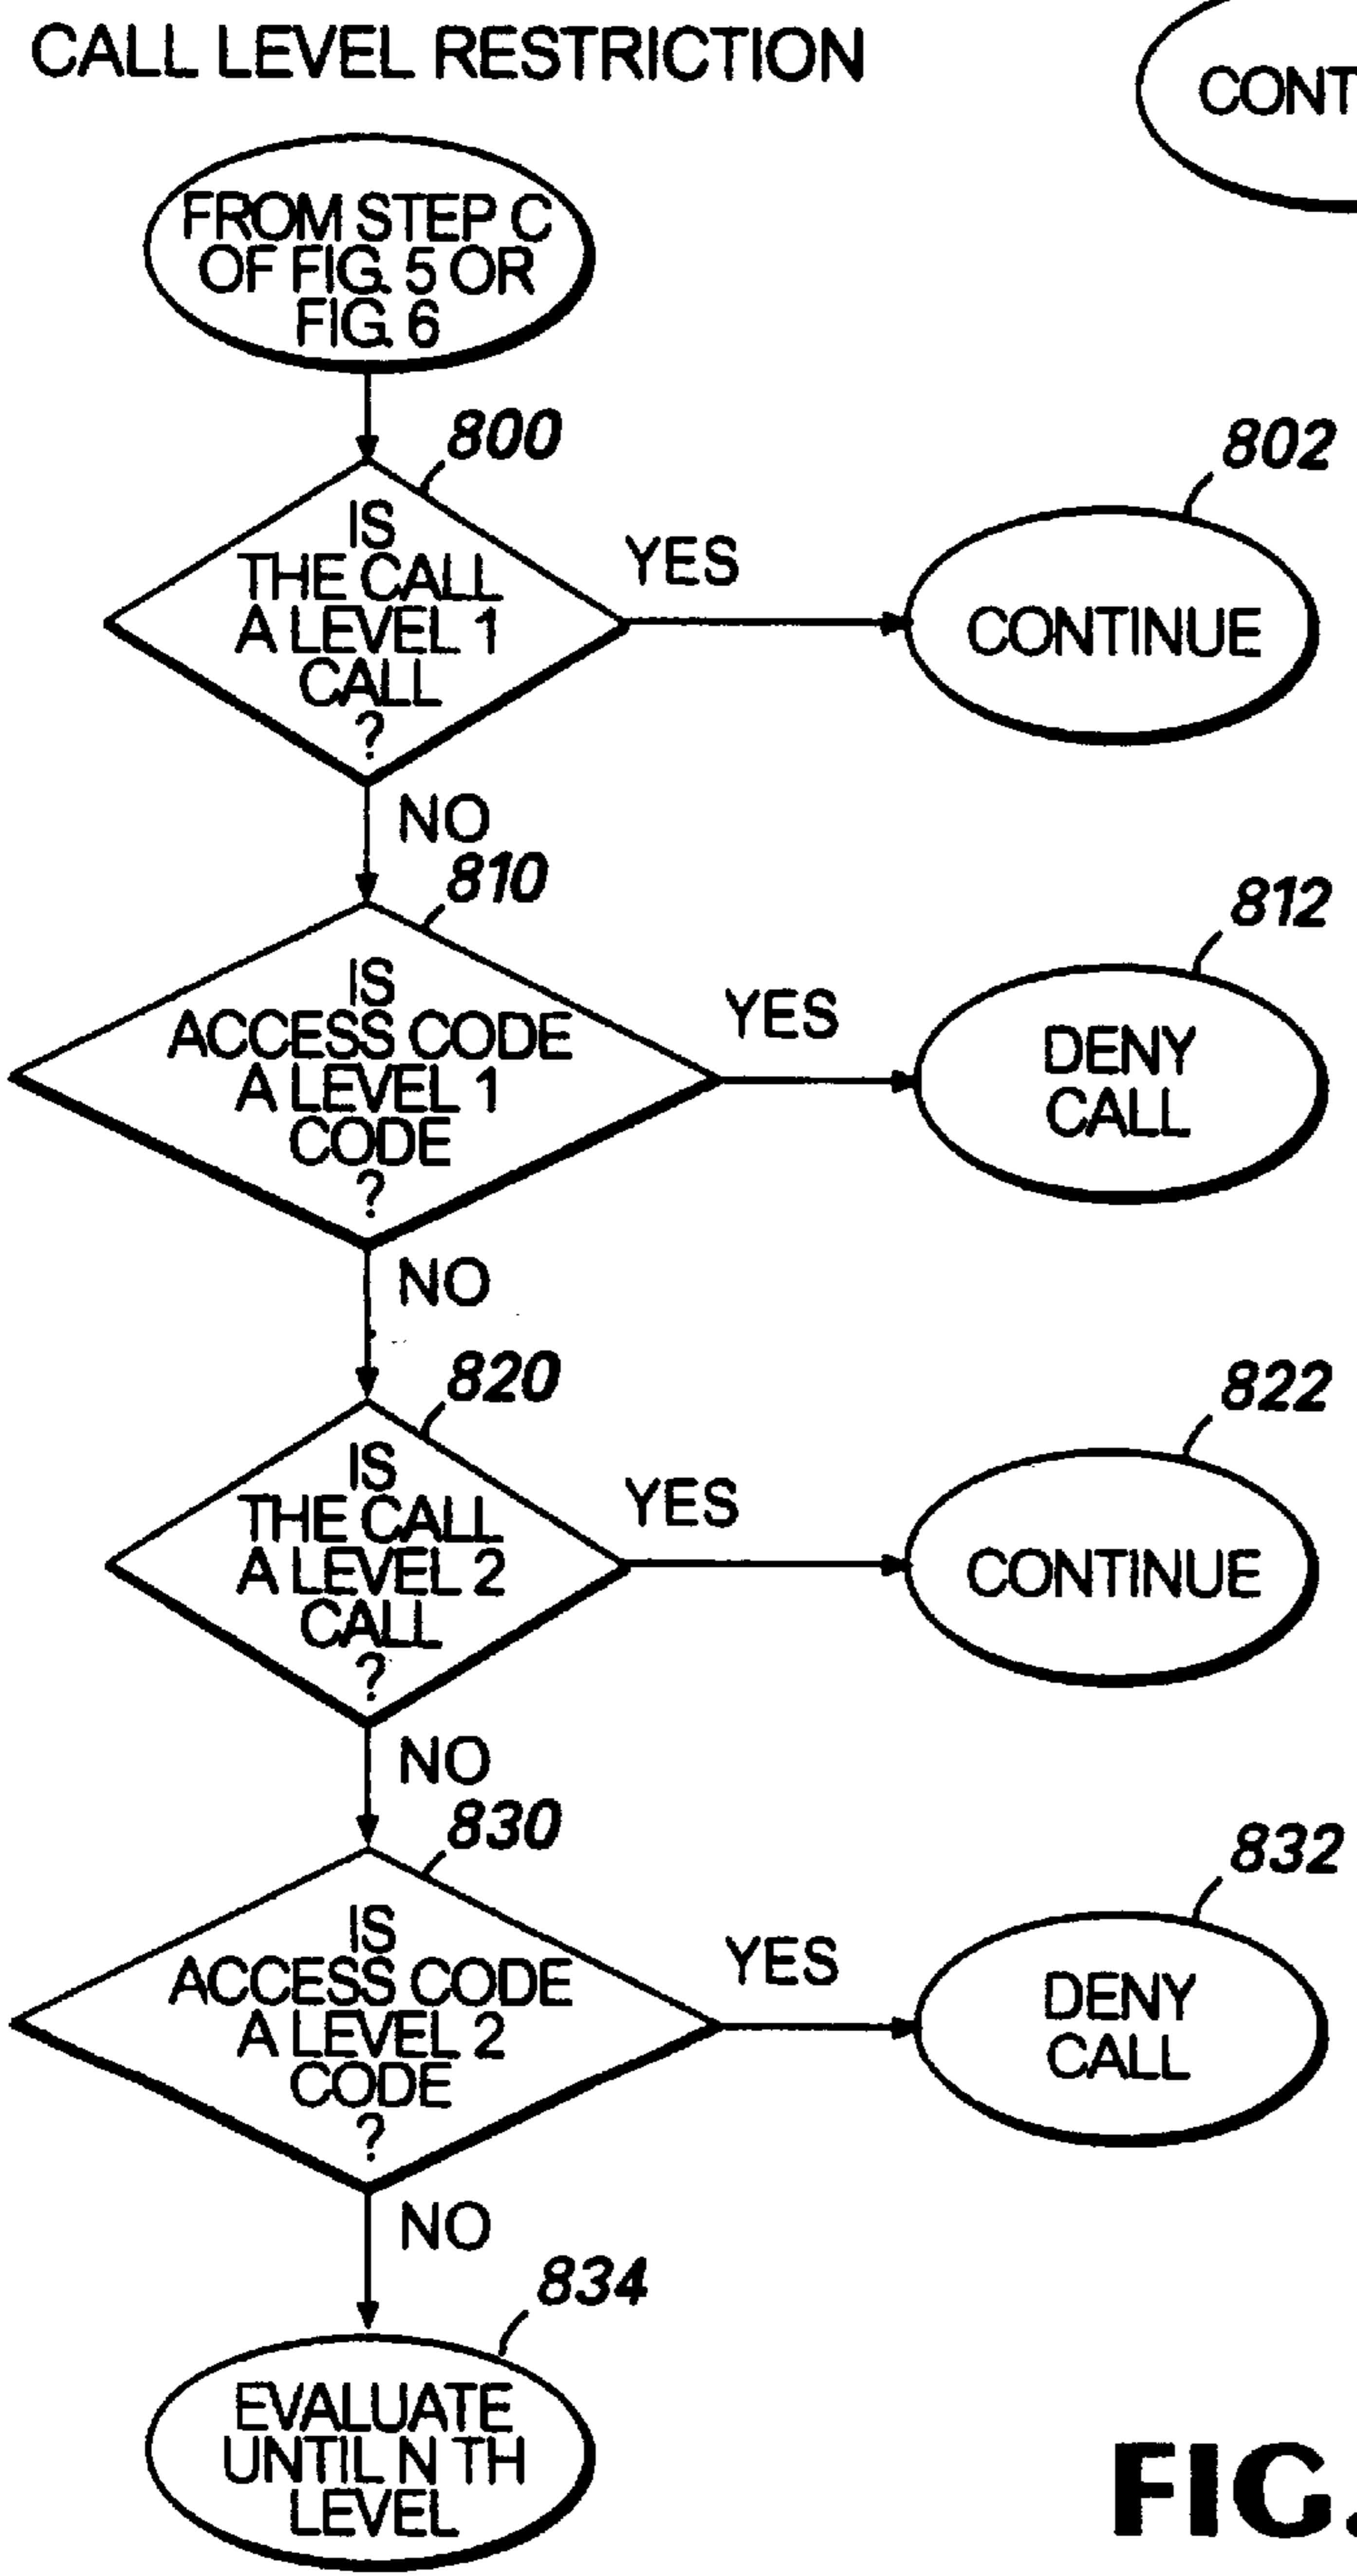 CALL LEVEL RESTRICTION
CONT
FROM STEP C
OF FIG. 5 OR
FIG. 6
800
IS
THE CALL
A LEVEL 1
CALL
?
YES
802
CONTINUE
NO
810
IS
ACCESS CODE
A LEVEL 1
CODE
?
YES
812
DENY
CALL
NO
820
IS
THE CALL
A LEVEL 2
CALL
?
YES
822
CONTINUE
NO
830
IS
ACCESS CODE
A LEVEL 2
CODE
?
YES
832
DENY
CALL
NO
834
EVALUATE
UNTIL N TH
LEVEL
FIG.